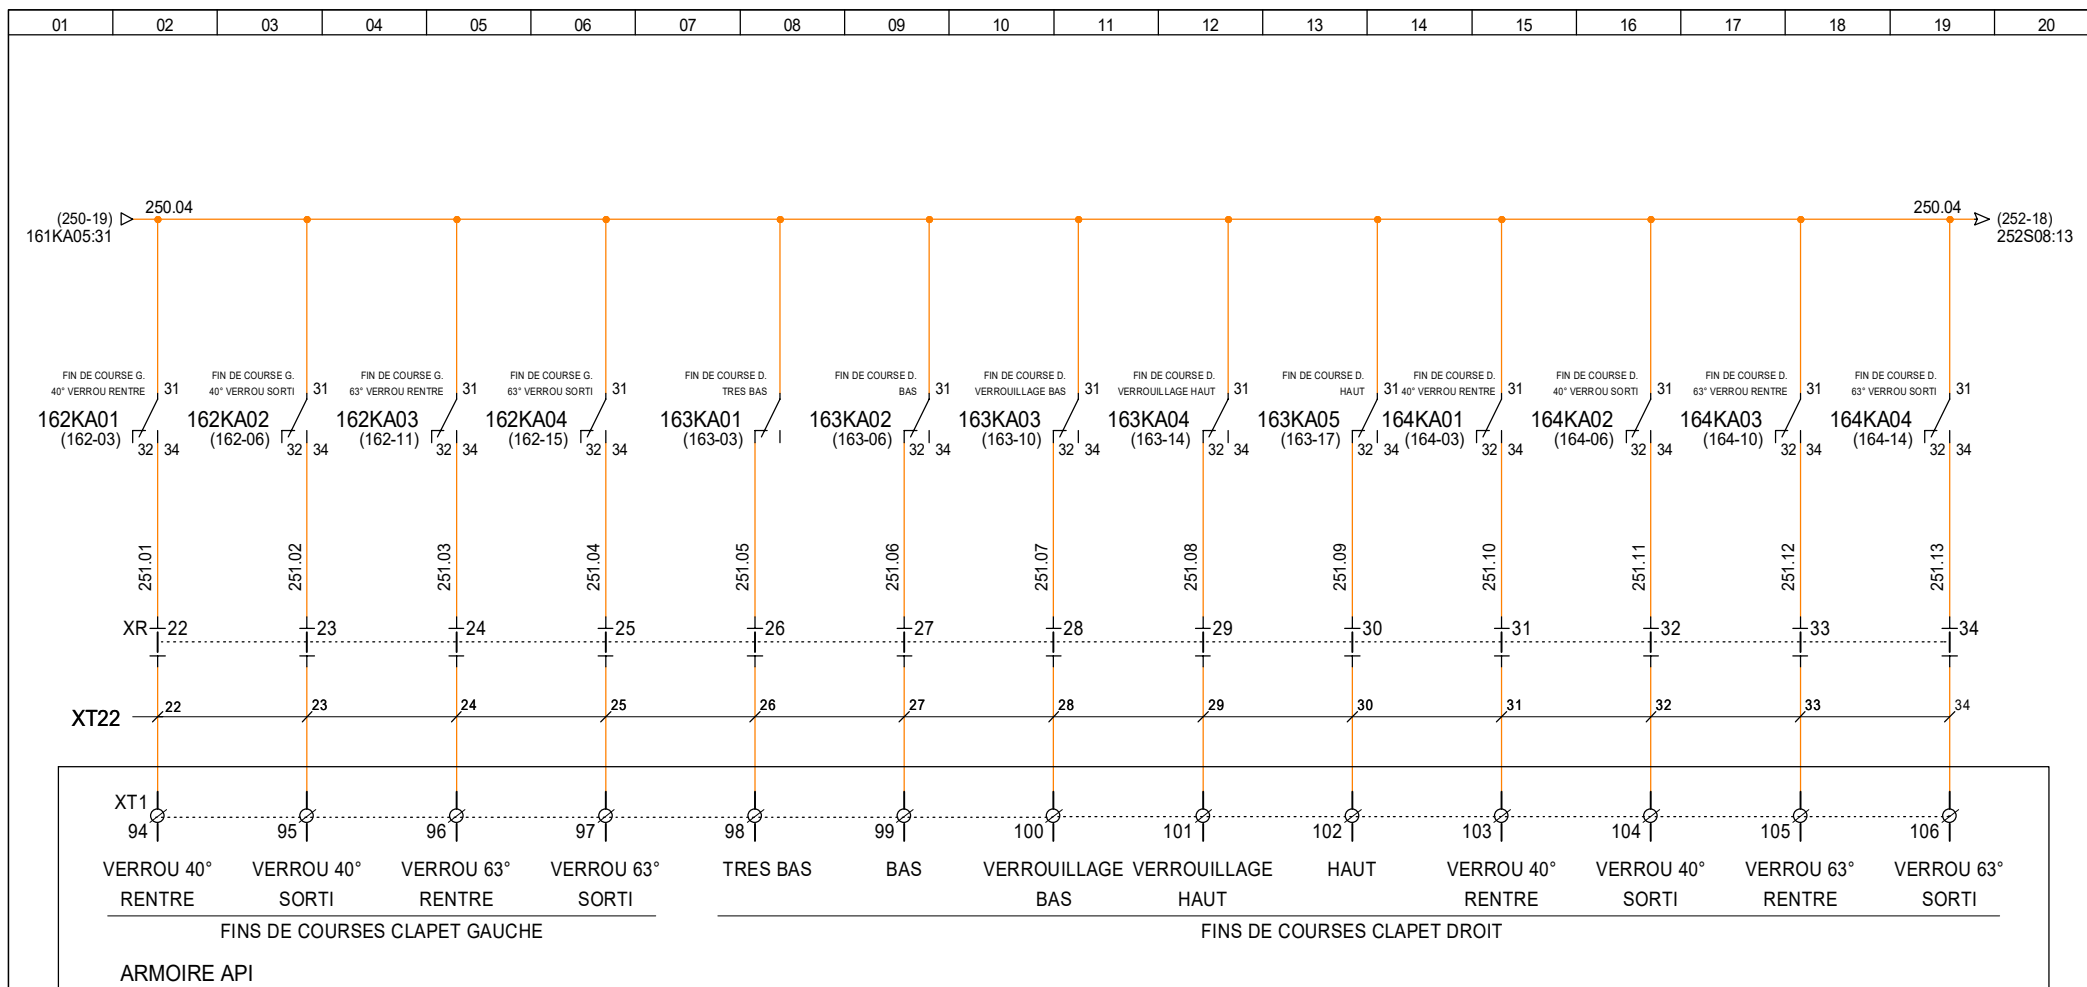 01 02 03 04 05 06 07 08 09 10 11 12 13 14 15 16 17 18 19 20
(250-19) 250.04 250.04 (252-18)
161KA05:31 252S08:13
FIN DE COURSE G. FIN DE COURSE G. FIN DE COURSE G. FIN DE COURSE G. FIN DE COURSE D. FIN DE COURSE D. FIN DE COURSE D. FIN DE COURSE D. FIN DE COURSE D. FIN DE COURSE D. FIN DE COURSE D. FIN DE COURSE D. FIN DE COURSE D.
40° VERROU RENTRE 31 40° VERROU SORTI 31 63° VERROU RENTRE 31 63° VERROU SORTI 31 TRES BAS BAS 31 VERROUILLAGE BAS 31 VERROUILLAGE HAUT 31 HAUT 31 40° VERROU RENTRE 31 40° VERROU SORTI 31 63° VERROU RENTRE 31 63° VERROU SORTI 31
162KA01 162KA02 162KA03 162KA04 163KA01 163KA02 163KA03 163KA04 163KA05 164KA01 164KA02 164KA03 164KA04
(162-03) (162-06) (162-11) (162-15) (163-03) (163-06) (163-10) (163-14) (163-17) (164-03) (164-06) (164-10) (164-14)
32 34 32 34 32 34 32 34 32 34 32 34 32 34 32 34 32 34 32 34 32 34 32 34
251.01 251.02 251.03 251.04 251.05 251.06 251.07 251.08 251.09 251.10 251.11 251.12 251.13
XR 22 23 24 25 26 27 28 29 30 31 32 33 34
XT22 22 23 24 25 26 27 28 29 30 31 32 33 34
XT1
94 95 96 97 98 99 100 101 102 103 104 105 106
VERROU 40° VERROU 40° VERROU 63° VERROU 63° TRES BAS BAS VERROUILLAGE VERROUILLAGE HAUT VERROU 40° VERROU 40° VERROU 63° VERROU 63°
RENTRE SORTI RENTRE SORTI BAS HAUT RENTRE SORTI RENTRE SORTI
FINS DE COURSES CLAPET GAUCHE FINS DE COURSES CLAPET DROIT
ARMOIRE API